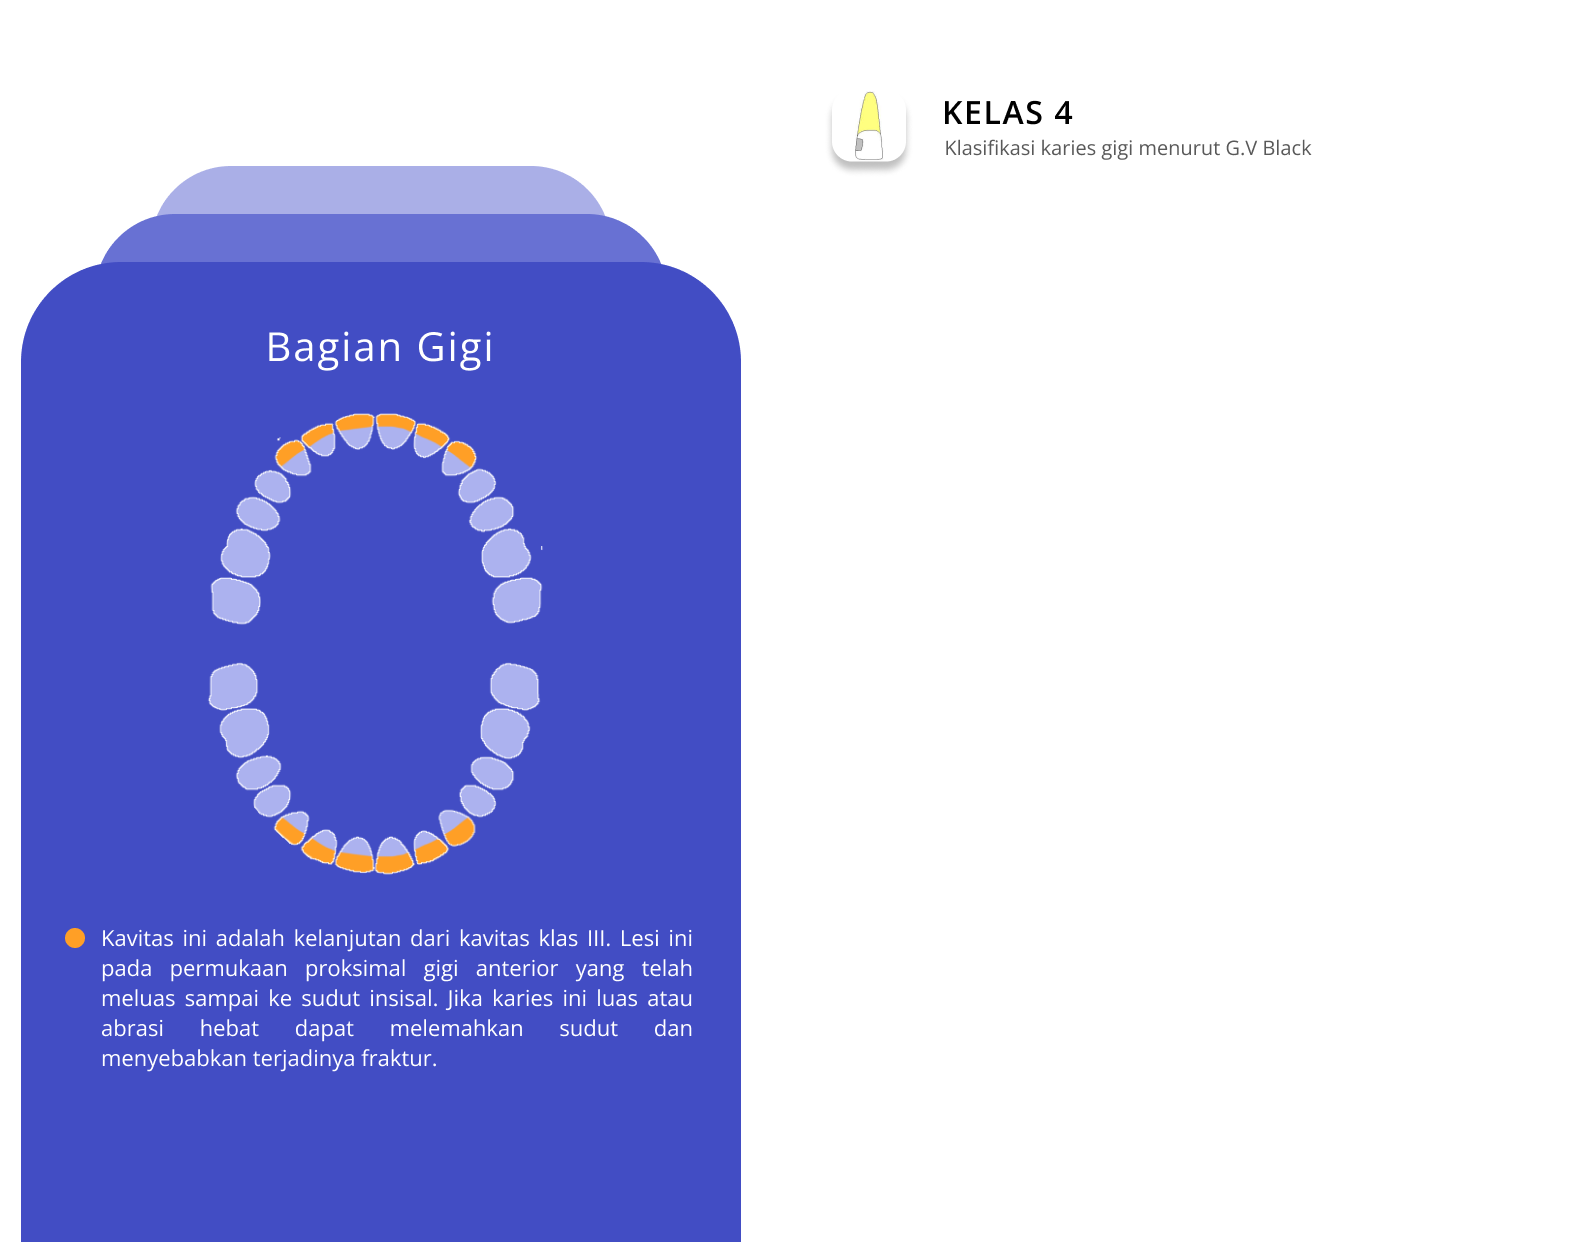 KELAS 4
Klasifikasi karies gigi menurut G.V Black
Bagian Gigi
Kavitas ini adalah kelanjutan dari kavitas klas III. Lesi ini
pada permukaan proksimal gigi anterior yang telah
meluas sampai ke sudut insisal. Jika karies ini luas atau
abrasi hebat dapat melemahkan sudut dan
menyebabkan terjadinya fraktur.